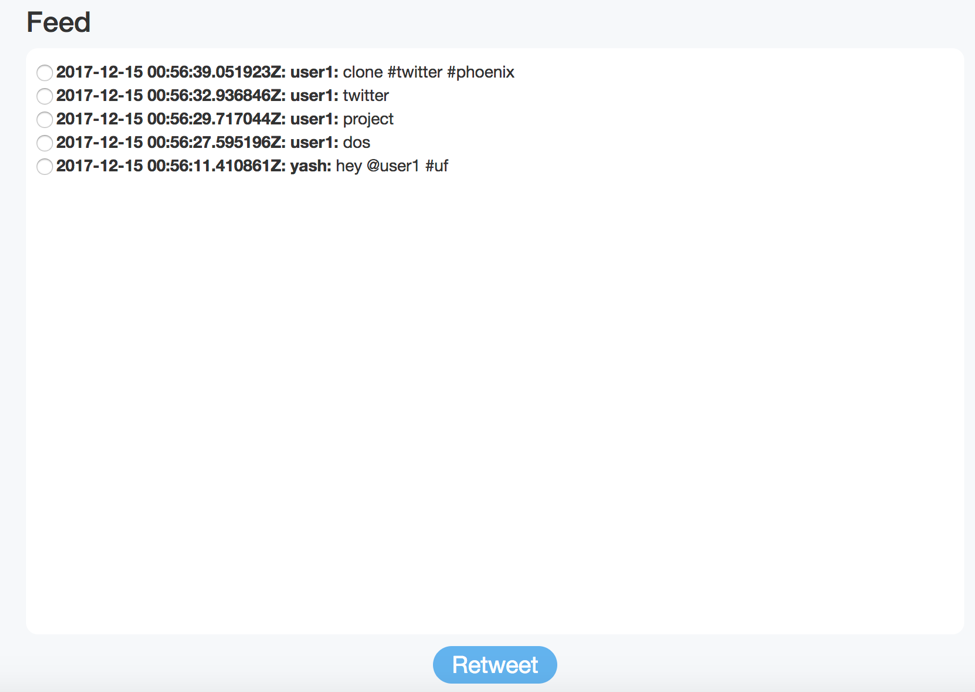 Feed
2017-12-15 00:56:39.051923Z: user1: clone #twitter #phoenix
2017-12-15 00:56:32.936846Z: user1: twitter
2017-12-15 00:56:29.717044Z: user1: project
2017-12-15 00:56:27.595196Z: user1: dos
2017-12-15 00:56:11.410861Z: yash: hey @user1 #uf
Retweet